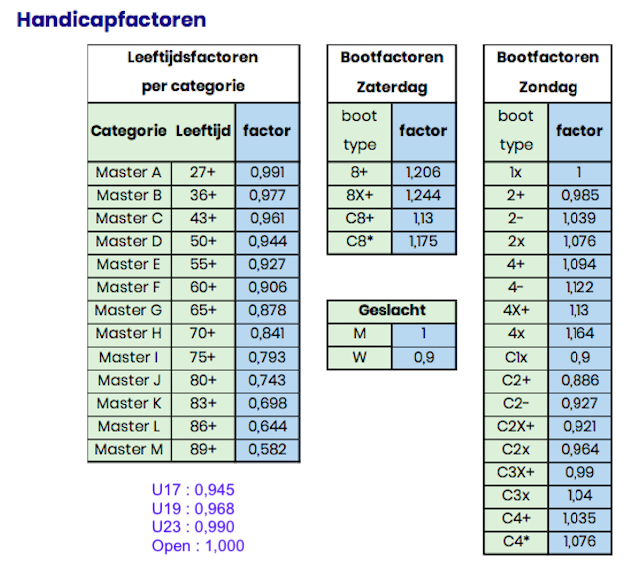 Handicapfactoren
Leeftijdsfactoren
per categorie
Categorie Leeftijd factor
Master A 27+ 0,991
Master B 36+ 0,977
Master C 43+ 0,961
Master D 50+ 0,944
Master E 55+ 0,927
Master F 60+ 0,906
Master G 65+ 0,878
Master H 70+ 0,841
Master I 75+ 0,793
Master J 80+ 0,743
Master K 83+ 0,698
Master L 86+ 0,644
Master M 89+ 0,582
U17 : 0,945
U19 : 0,968
U23 : 0,990
Open : 1,000
Bootfactoren
Zaterdag
boot
type
factor
8+ 1,206
8X+ 1,244
C8+ 1,13
C8* 1,175
Geslacht
M 1
W 0,9
Bootfactoren
Zondag
boot
type
factor
1x 1
2+ 0,985
2- 1,039
2x 1,076
4+ 1,094
4- 1,122
4X+ 1,13
4x 1,164
C1x 0,9
C2+ 0,886
C2- 0,927
C2X+ 0,921
C2x 0,964
C3X+ 0,99
C3x 1,04
C4+ 1,035
C4* 1,076